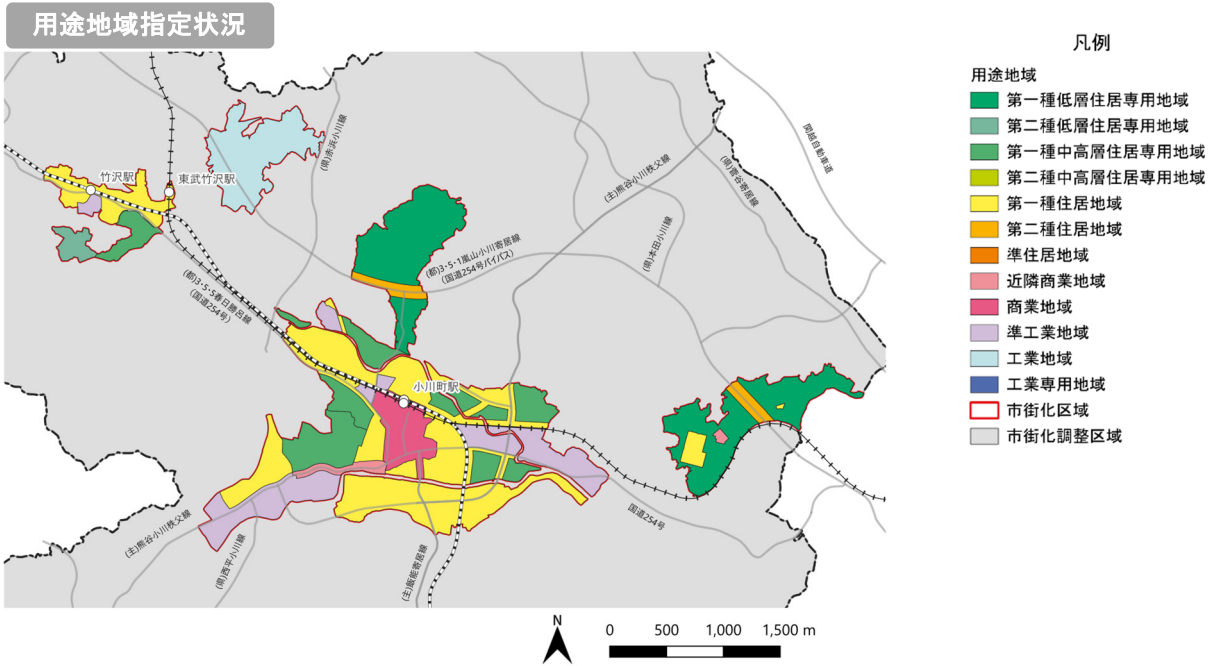 用途地域指定状況
凡例
用途地域
第一種低層住居専用地域
第二種低層住居専用地域
第一種中高層住居専用地域
第二種中高層住居専用地域
第一種住居地域
第二種住居地域
準住居地域
近隣商業地域
商業地域
準工業地域
工業地域
工業専用地域
市街化区域
市街化調整区域
関越自動車道
(県)赤浜小川線
(主)熊谷小川秩父線
(県)菅谷寄居線
竹沢駅
東武竹沢駅
(県)本田小川線
(都)3・5・1嵐山小川寄居線
(国道254号バイパス)
(都)3・5・5春日勝呂線
(国道254号)
小川町駅
国道254号
(主)熊谷小川秩父線
(県)西平小川線
(主)飯能寄居線
N
0 500 1,000 1,500 m